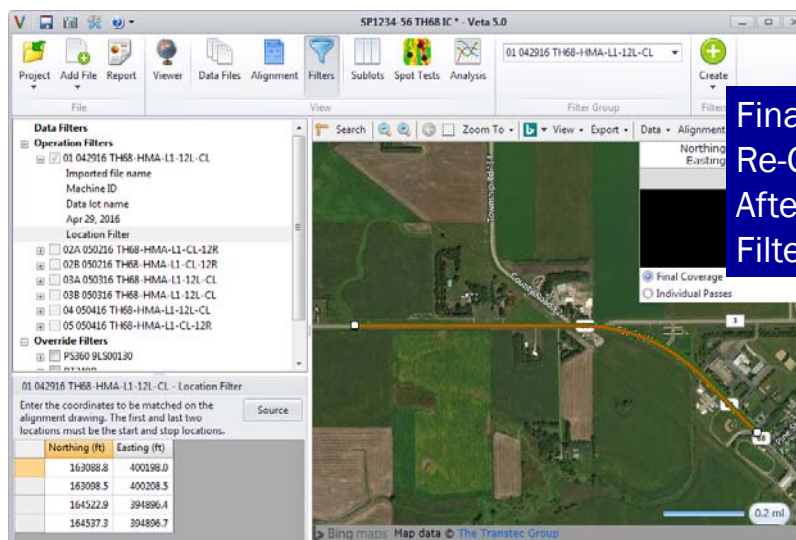 SP1234-56 TH68 IC * - Veta 5.0
Project
Add File
Report
Viewer
Data Files
Alignment
Filters
Sublots
Spot Tests
Analysis
01 042916 TH68-HMA-L1-12L-CL
Create
File
View
Filter Group
Filters
Data Filters
Operation Filters
01 042916 TH68-HMA-L1-12L-CL
Imported file name
Machine ID
Data lot name
Apr 29, 2016
Location Filter
02A 050216 TH68-HMA-L1-CL-12R
02B 050216 TH68-HMA-L1-CL-12R
03A 050316 TH68-HMA-L1-12L-CL
03B 050316 TH68-HMA-L1-12L-CL
04 050416 TH68-HMA-L1-12L-CL
05 050416 TH68-HMA-L1-CL-12R
Override Filters
PS360 9LS00130
01 042916 TH68-HMA-L1-12L-CL - Location Filter
Enter the coordinates to be matched on the
alignment drawing. The first and last two
locations must be the start and stop locations.
Source
Northing (ft) Easting (ft)
163088.8 400198.0
163098.5 400208.5
164522.9 394896.4
164537.3 394896.7
Search
Zoom To
View
Export
Data
Alignment
Northing
Easting
Final Coverage
Individual Passes
Township Rd 154
County Road 52
3
68
0.2 mi
Bing maps Map data © The Transtec Group
Fina
Re-
Afte
Filte